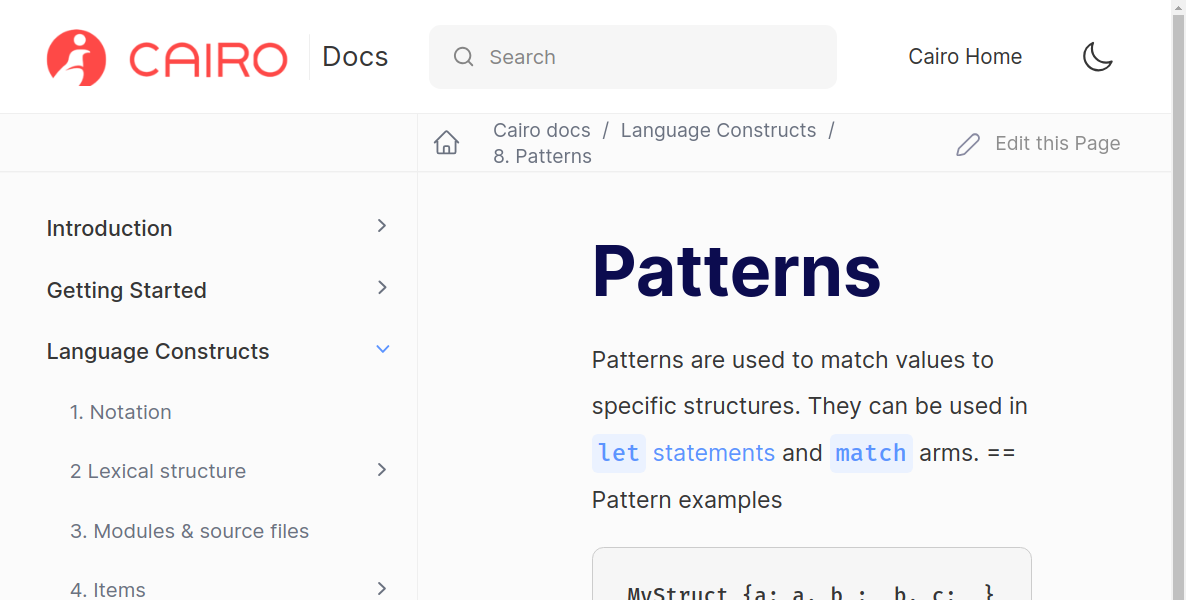 CAIRO Docs
Search
Cairo Home
Cairo docs / Language Constructs /
8. Patterns
Edit this Page
Introduction
Getting Started
Language Constructs
1. Notation
2 Lexical structure
3. Modules & source files
4. Items
Patterns
Patterns are used to match values to
specific structures. They can be used in
let statements and match arms. ==
Pattern examples
MyStruct {a: a, b_: _b, c: _}